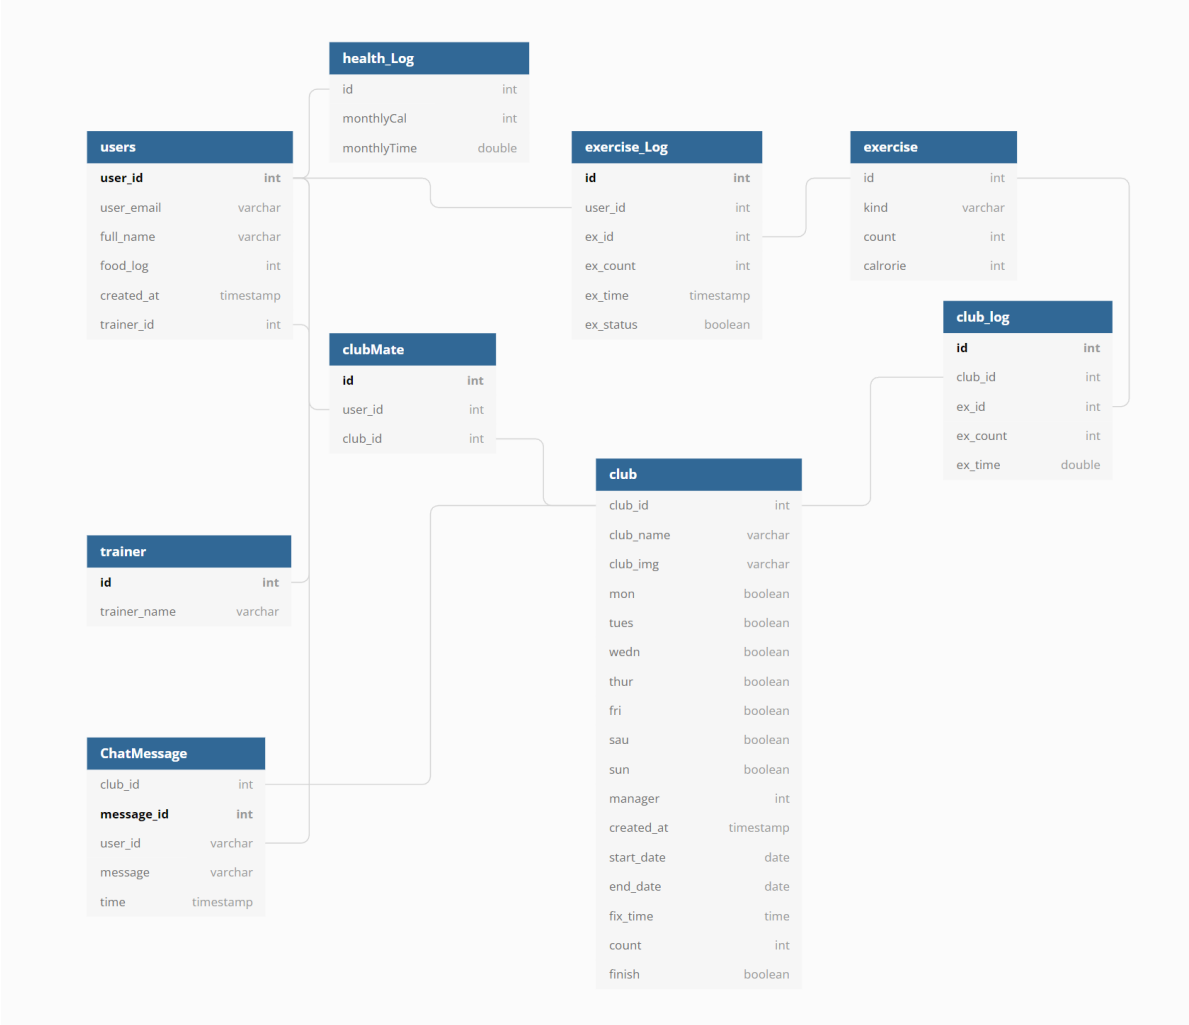 health_Log
id int
monthlyCal int
monthlyTime double
users
user_id int
user_email varchar
full_name varchar
food_log int
created_at timestamp
trainer_id int
exercise_Log
id int
user_id int
ex_id int
ex_count int
ex_time timestamp
ex_status boolean
exercise
id int
kind varchar
count int
calrorie int
club_log
id int
club_id int
ex_id int
ex_count int
ex_time double
clubMate
id int
user_id int
club_id int
club
club_id int
club_name varchar
club_img varchar
mon boolean
tues boolean
wedn boolean
thur boolean
fri boolean
sau boolean
sun boolean
manager int
created_at timestamp
start_date date
end_date date
fix_time time
count int
finish boolean
trainer
id int
trainer_name varchar
ChatMessage
club_id int
message_id int
user_id varchar
message varchar
time timestamp